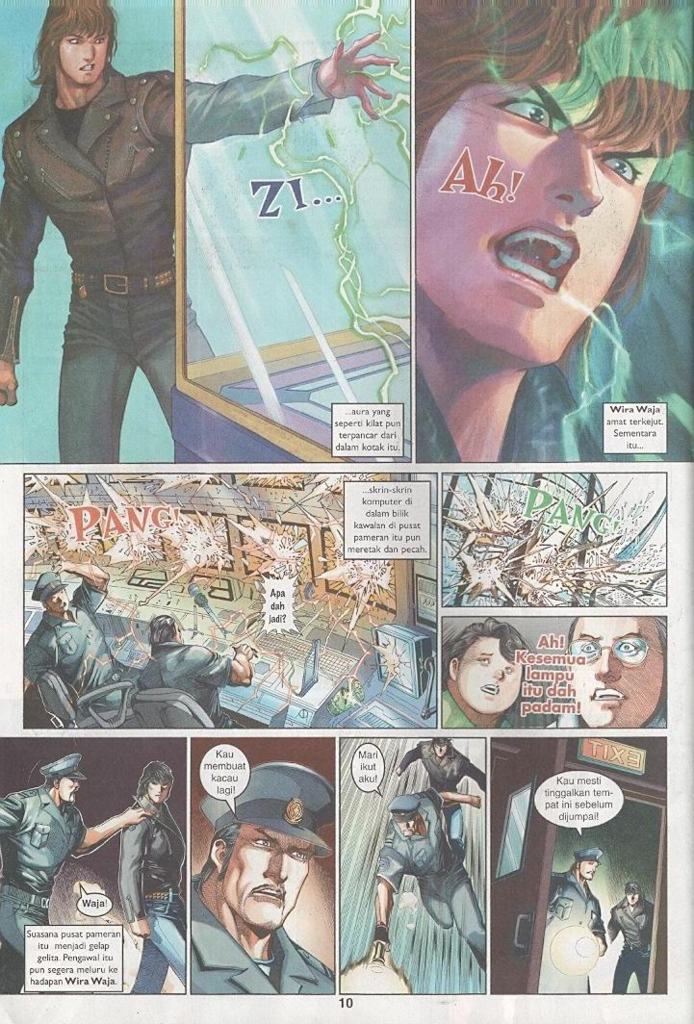 ZI...
...aura yang
seperti kilat pun
terpancar dari
dalam kotak itu.
Ah!
Wira Waja
amat terkejut.
Sementara
itu...
PANG!
...skrin-skrin
komputer di
dalam bilik
kawalan di pusat
pameran itu pun
meretak dan pecah.
Apa
dah
jadi?
PANG!
Ah!
Kesemua
lampu
itu dah
padam!
Waja!
Suasana pusat pameran
itu menjadi gelap
gelita. Pengawal itu
pun segera meluru ke
hadapan Wira Waja.
Kau
membuat
kacau
lagi!
Mari
ikut
aku!
EXIT
Kau mesti
tinggalkan tem-
pat ini sebelum
dijumpai!
10